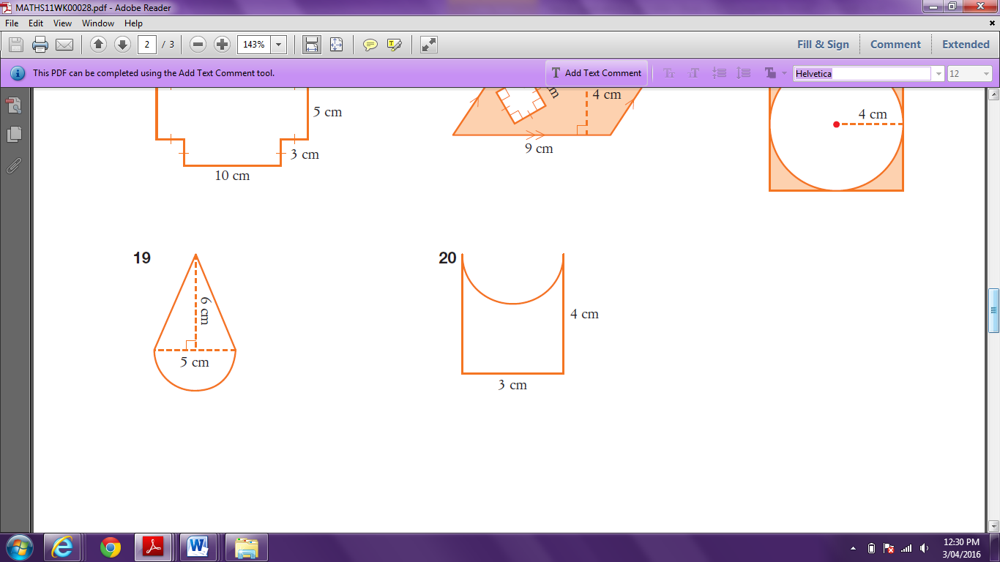 MATHS11WK00028.pdf - Adobe Reader
File Edit View Window Help
2 / 3 143% Fill & Sign Comment Extended
This PDF can be completed using the Add Text Comment tool. T Add Text Comment Helvetica 12
5 cm
3 cm
10 cm
4 cm
9 cm
4 cm
19
6 cm
5 cm
20
4 cm
3 cm
12:30 PM
3/04/2016